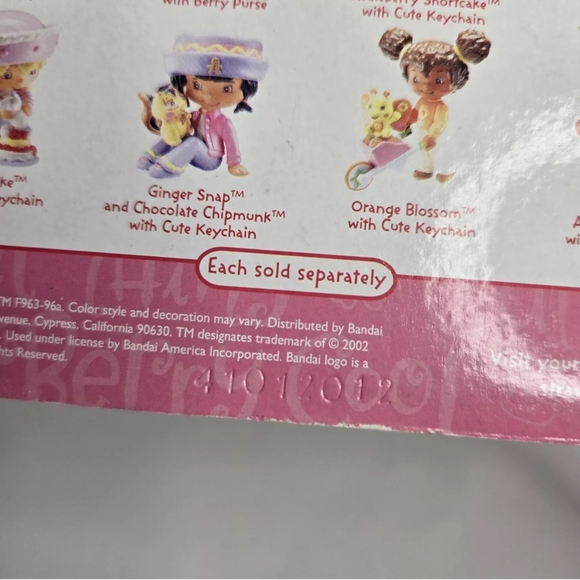 with Berry Purse
Shortcake™
with Cute Keychain
ke™
ychain
Ginger Snap™
and Chocolate Chipmunk™
with Cute Keychain
Orange Blossom™
with Cute Keychain
A
wi
Each sold separately
TM F963-96a. Color style and decoration may vary. Distributed by Bandai
venue, Cypress, California 90630. TM designates trademark of © 2002
. Used under license by Bandai America Incorporated. Bandai logo is a
hts Reserved.
41012012
Visit your